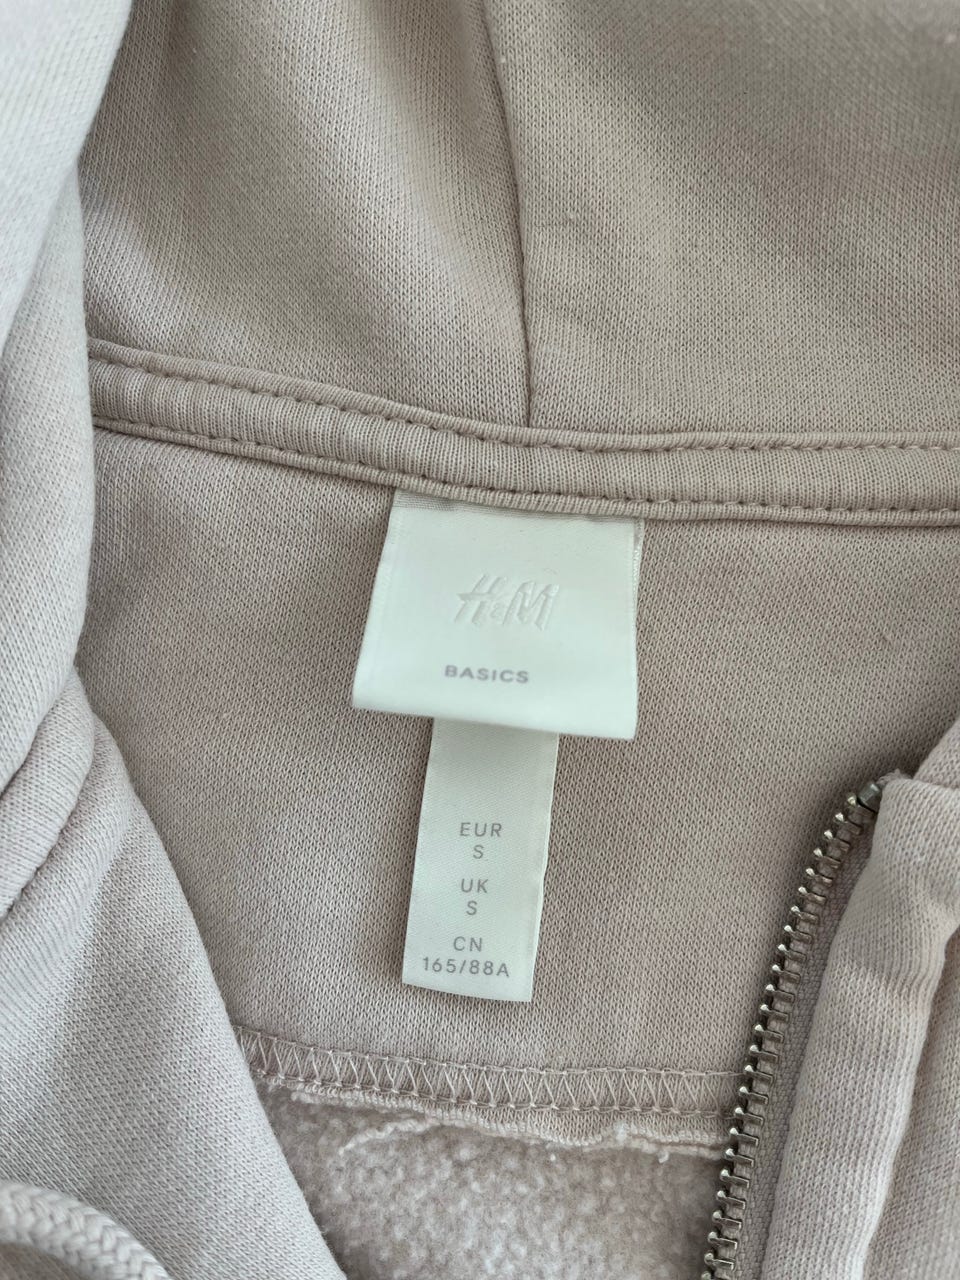 H&M
BASICS
EUR
S
UK
S
CN
165/88A